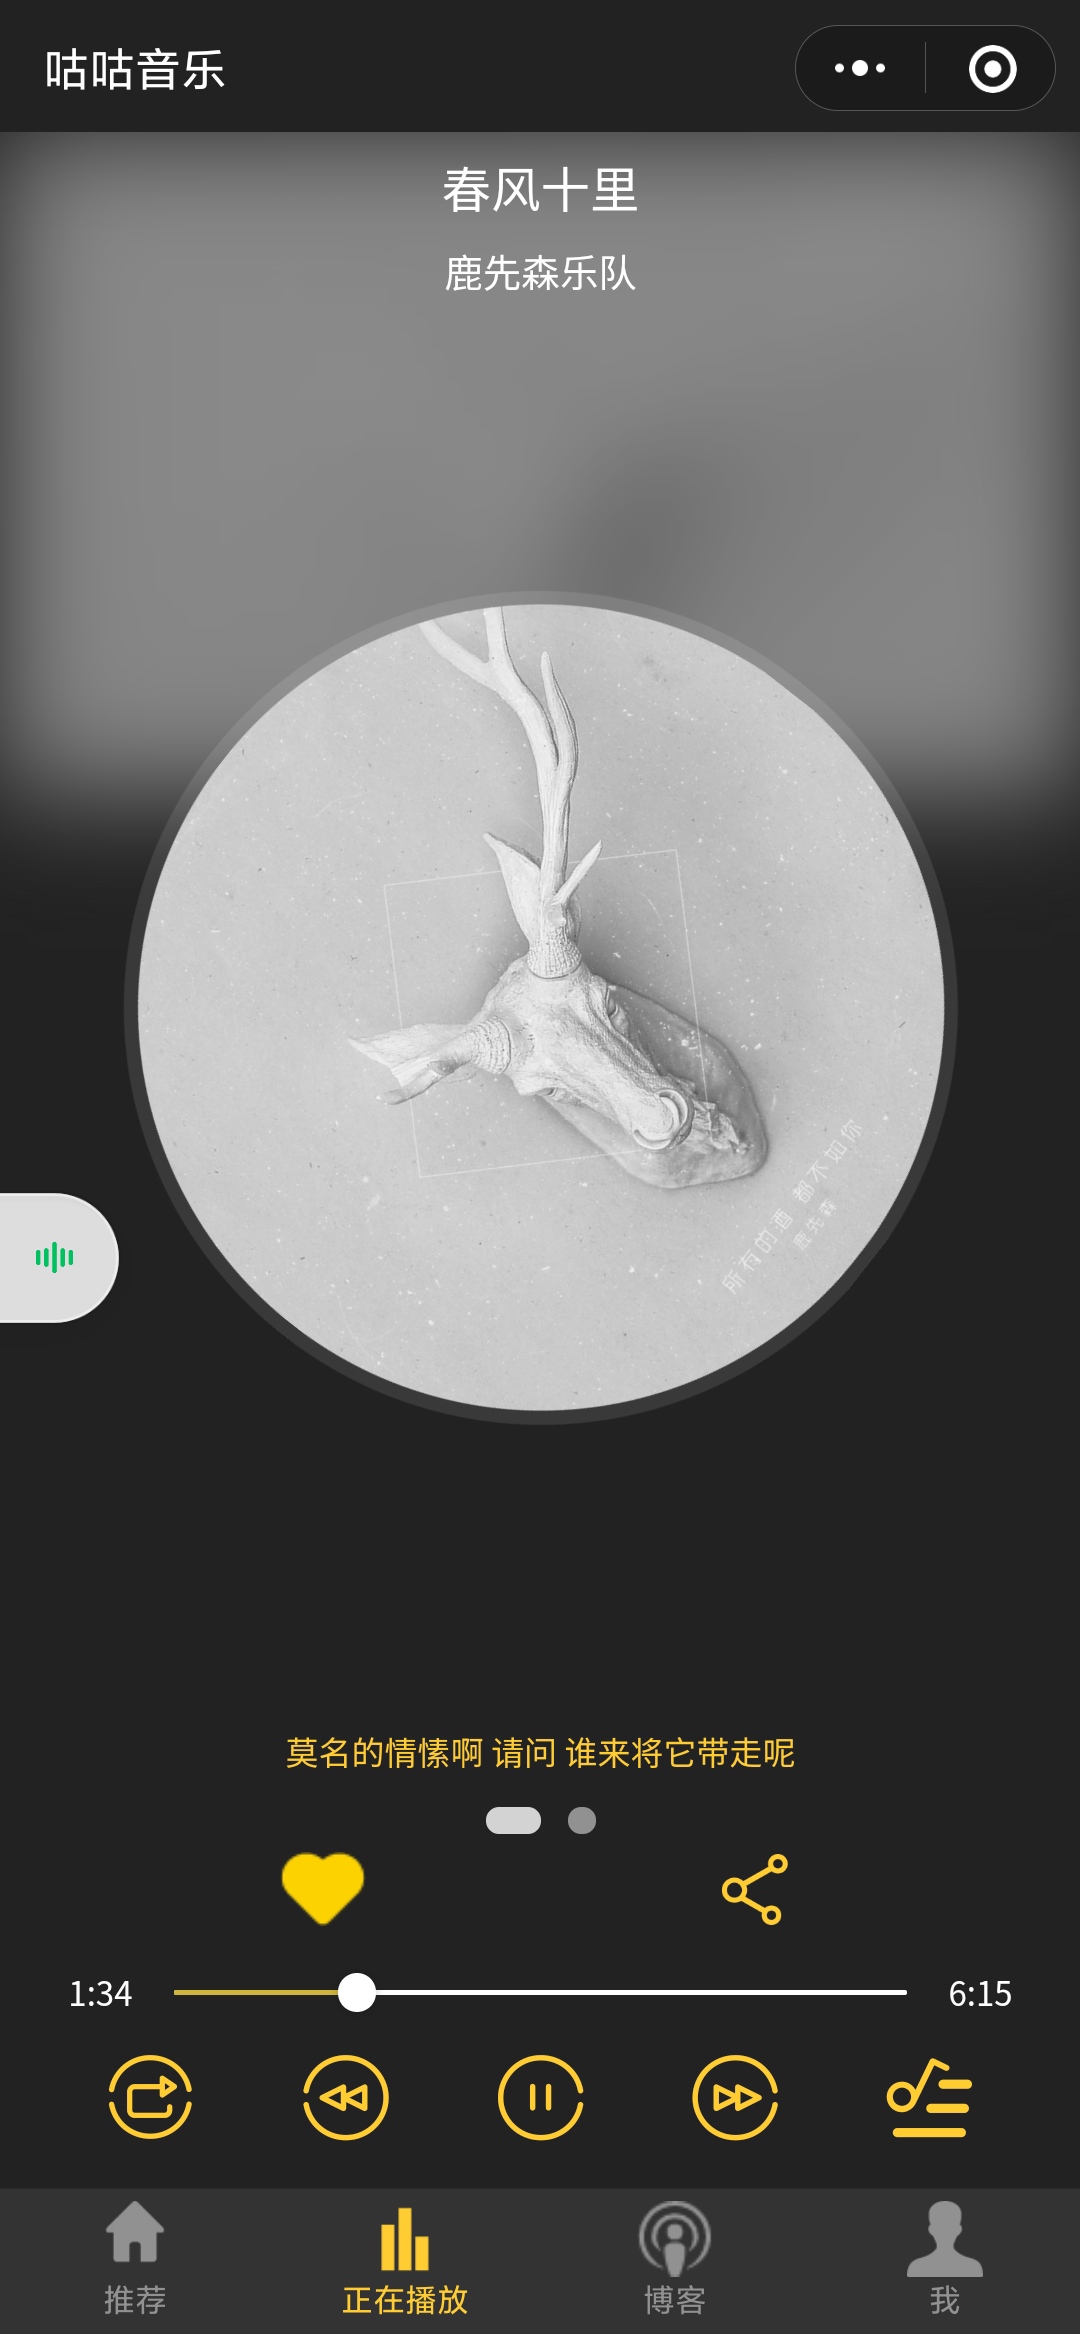 咕咕音乐
春风十里
鹿先森乐队
所有的酒 都不如你
鹿先森
莫名的情愫啊 请问 谁来将它带走呢
1:34
6:15
推荐
正在播放
博客
我